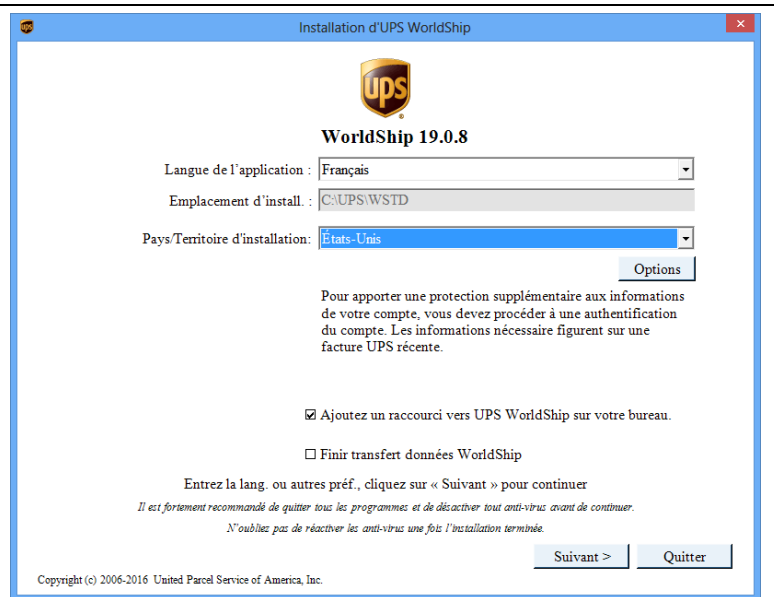 ups
Installation d'UPS WorldShip
×
ups
WorldShip 19.0.8
Langue de l'application : Français
Emplacement d'install. : C:\UPS\WSTD
Pays/Territoire d'installation: États-Unis
Options
Pour apporter une protection supplémentaire aux informations
de votre compte, vous devez procéder à une authentification
du compte. Les informations nécessaire figurent sur une
facture UPS récente.
Ajoutez un raccourci vers UPS WorldShip sur votre bureau.
Finir transfert données WorldShip
Entrez la lang. ou autres préf., cliquez sur « Suivant » pour continuer
Il est fortement recommandé de quitter tous les programmes et de désactiver tout anti-virus avant de continuer.
N'oubliez pas de réactiver les anti-virus une fois l'installation terminée.
Suivant > Quitter
Copyright (c) 2006-2016 United Parcel Service of America, Inc.